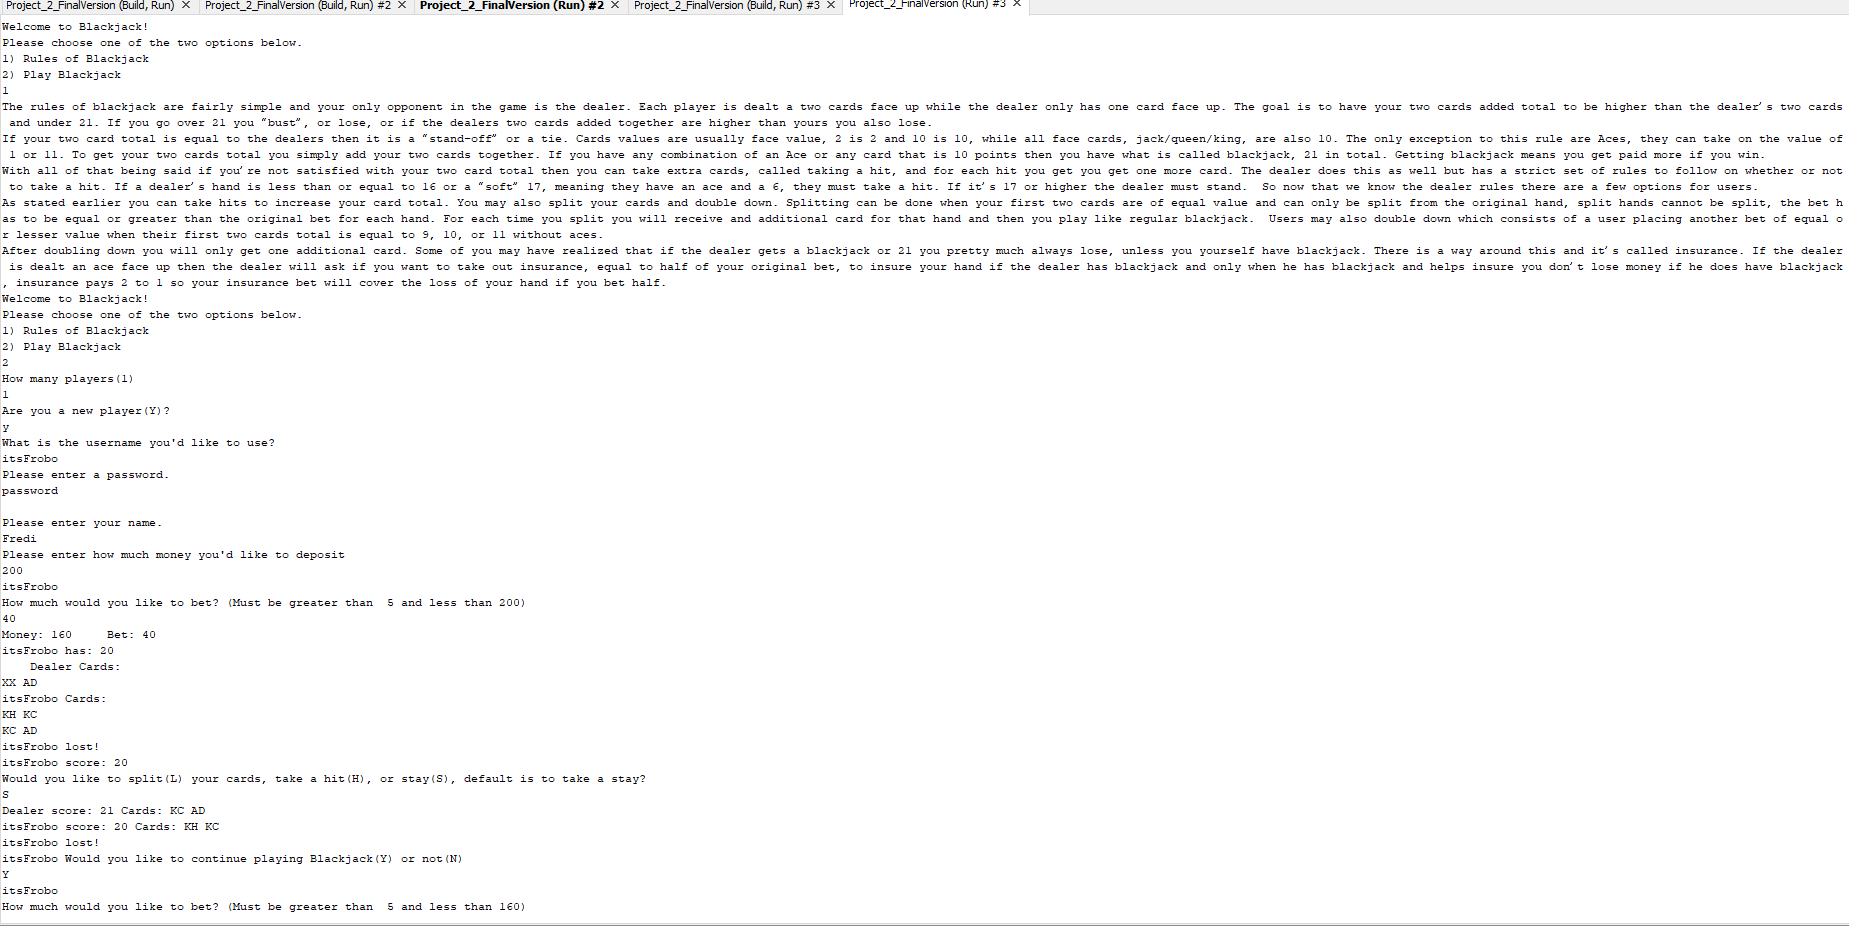 Project_2_FinalVersion (Build, Run) × Project_2_FinalVersion (Build, Run) #2 × Project_2_FinalVersion (Run) #2 × Project_2_FinalVersion (Build, Run) #3 × Project_2_FinalVersion (Run) #3 ×
Welcome to Blackjack!
Please choose one of the two options below.
1) Rules of Blackjack
2) Play Blackjack
1
The rules of blackjack are fairly simple and your only opponent in the game is the dealer. Each player is dealt a two cards face up while the dealer only has one card face up. The goal is to have your two cards added total to be higher than the dealer’s two cards
and under 21. If you go over 21 you “bust”, or lose, or if the dealers two cards added together are higher than yours you also lose.
If your two card total is equal to the dealers then it is a “stand-off” or a tie. Cards values are usually face value, 2 is 2 and 10 is 10, while all face cards, jack/queen/king, are also 10. The only exception to this rule are Aces, they can take on the value of
1 or 11. To get your two cards total you simply add your two cards together. If you have any combination of an Ace or any card that is 10 points then you have what is called blackjack, 21 in total. Getting blackjack means you get paid more if you win.
With all of that being said if you’re not satisfied with your two card total then you can take extra cards, called taking a hit, and for each hit you get you get one more card. The dealer does this as well but has a strict set of rules to follow on whether or not
to take a hit. If a dealer’s hand is less than or equal to 16 or a “soft” 17, meaning they have an ace and a 6, they must take a hit. If it’s 17 or higher the dealer must stand.  So now that we know the dealer rules there are a few options for users.
As stated earlier you can take hits to increase your card total. You may also split your cards and double down. Splitting can be done when your first two cards are of equal value and can only be split from the original hand, split hands cannot be split, the bet h
as to be equal or greater than the original bet for each hand. For each time you split you will receive and additional card for that hand and then you play like regular blackjack.  Users may also double down which consists of a user placing another bet of equal o
r lesser value when their first two cards total is equal to 9, 10, or 11 without aces.
After doubling down you will only get one additional card. Some of you may have realized that if the dealer gets a blackjack or 21 you pretty much always lose, unless you yourself have blackjack. There is a way around this and it’s called insurance. If the dealer
is dealt an ace face up then the dealer will ask if you want to take out insurance, equal to half of your original bet, to insure your hand if the dealer has blackjack and only when he has blackjack and helps insure you don’t lose money if he does have blackjack
, insurance pays 2 to 1 so your insurance bet will cover the loss of your hand if you bet half.
Welcome to Blackjack!
Please choose one of the two options below.
1) Rules of Blackjack
2) Play Blackjack
2
How many players(1)
1
Are you a new player(Y)?
y
What is the username you'd like to use?
itsFrobo
Please enter a password.
password
Please enter your name.
Fredi
Please enter how much money you'd like to deposit
200
itsFrobo
How much would you like to bet? (Must be greater than  5 and less than 200)
40
Money: 160     Bet: 40
itsFrobo has: 20
Dealer Cards:
XX AD
itsFrobo Cards:
KH KC
KC AD
itsFrobo lost!
itsFrobo score: 20
Would you like to split(L) your cards, take a hit(H), or stay(S), default is to take a stay?
S
Dealer score: 21 Cards: KC AD
itsFrobo score: 20 Cards: KH KC
itsFrobo lost!
itsFrobo Would you like to continue playing Blackjack(Y) or not(N)
Y
itsFrobo
How much would you like to bet? (Must be greater than  5 and less than 160)